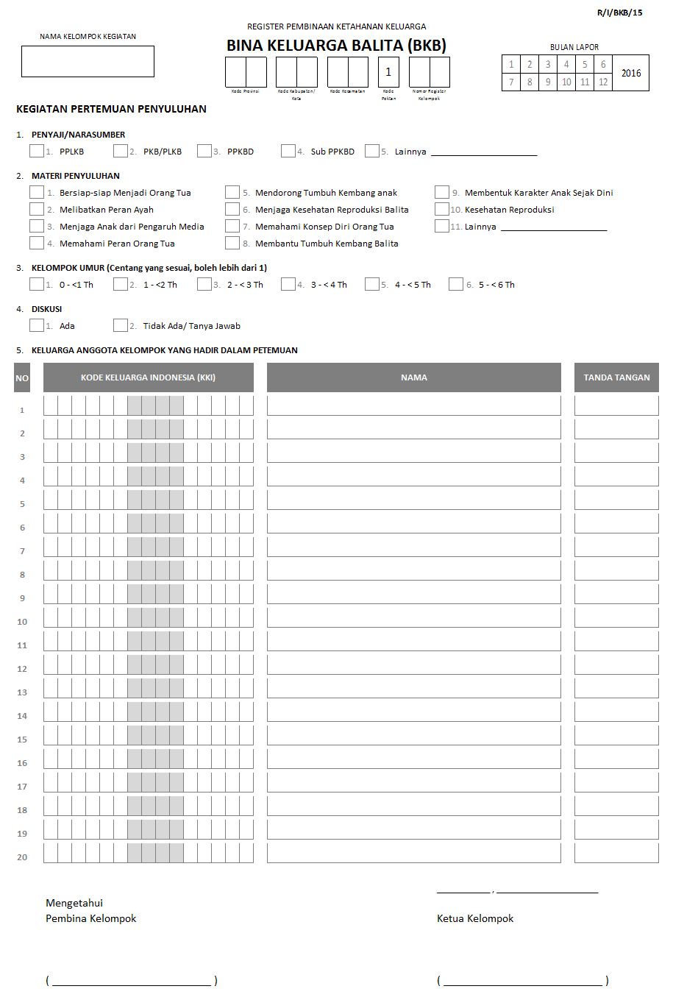 R/I/BKB/15
REGISTER PEMBINAAN KETAHANAN KELUARGA
NAMA KELOMPOK KEGIATAN
BINA KELUARGA BALITA (BKB)
BULAN LAPOR
1 2 3 4 5 6
2016
7 8 9 10 11 12
1
Kode Provinsi
Kode Kabupaten/ Kota
Kode Kecamatan
Kode Poktan
Nomor Register Kelompok
KEGIATAN PERTEMUAN PENYULUHAN
1. PENYAJI/NARASUMBER
1. PPLKB 2. PKB/PLKB 3. PPKBD 4. Sub PPKBD 5. Lainnya
2. MATERI PENYULUHAN
1. Bersiap-siap Menjadi Orang Tua 5. Mendorong Tumbuh Kembang anak 9. Membentuk Karakter Anak Sejak Dini
2. Melibatkan Peran Ayah 6. Menjaga Kesehatan Reproduksi Balita 10. Kesehatan Reproduksi
3. Menjaga Anak dari Pengaruh Media 7. Memahami Konsep Diri Orang Tua 11. Lainnya
4. Memahami Peran Orang Tua 8. Membantu Tumbuh Kembang Balita
3. KELOMPOK UMUR (Centang yang sesuai, boleh lebih dari 1)
1. 0 - <1 Th 2. 1 - <2 Th 3. 2 - < 3 Th 4. 3 - < 4 Th 5. 4 - < 5 Th 6. 5 - < 6 Th
4. DISKUSI
1. Ada 2. Tidak Ada/ Tanya Jawab
5. KELUARGA ANGGOTA KELOMPOK YANG HADIR DALAM PETEMUAN
NO KODE KELUARGA INDONESIA (KKI) NAMA TANDA TANGAN
1
2
3
4
5
6
7
8
9
10
11
12
13
14
15
16
17
18
19
20
____________ , ____________
Mengetahui
Pembina Kelompok Ketua Kelompok
( ____________ ) ( ____________ )